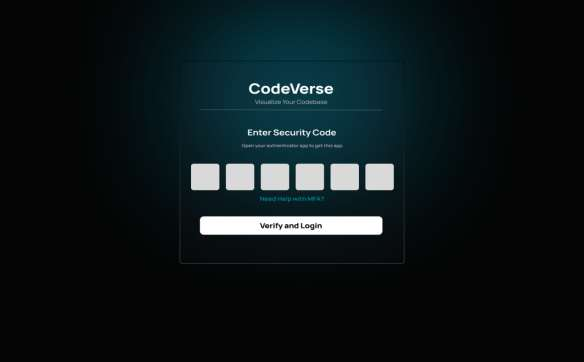 CodeVerse
Visualize Your Codebase
Enter Security Code
Open your authenticator app to get this app
Need Help with MFA?
Verify and Login